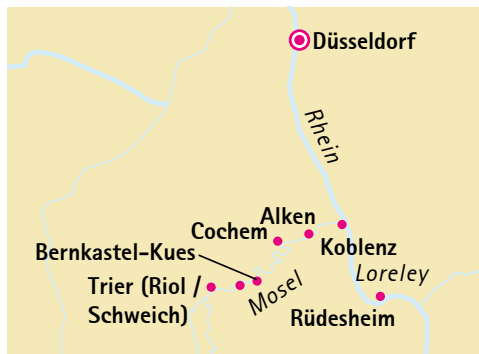 Düsseldorf
Rhein
Alken
Cochem
Koblenz
Bernkastel-Kues
Loreley
Trier (Riol /
Schweich)
Mosel
Rüdesheim